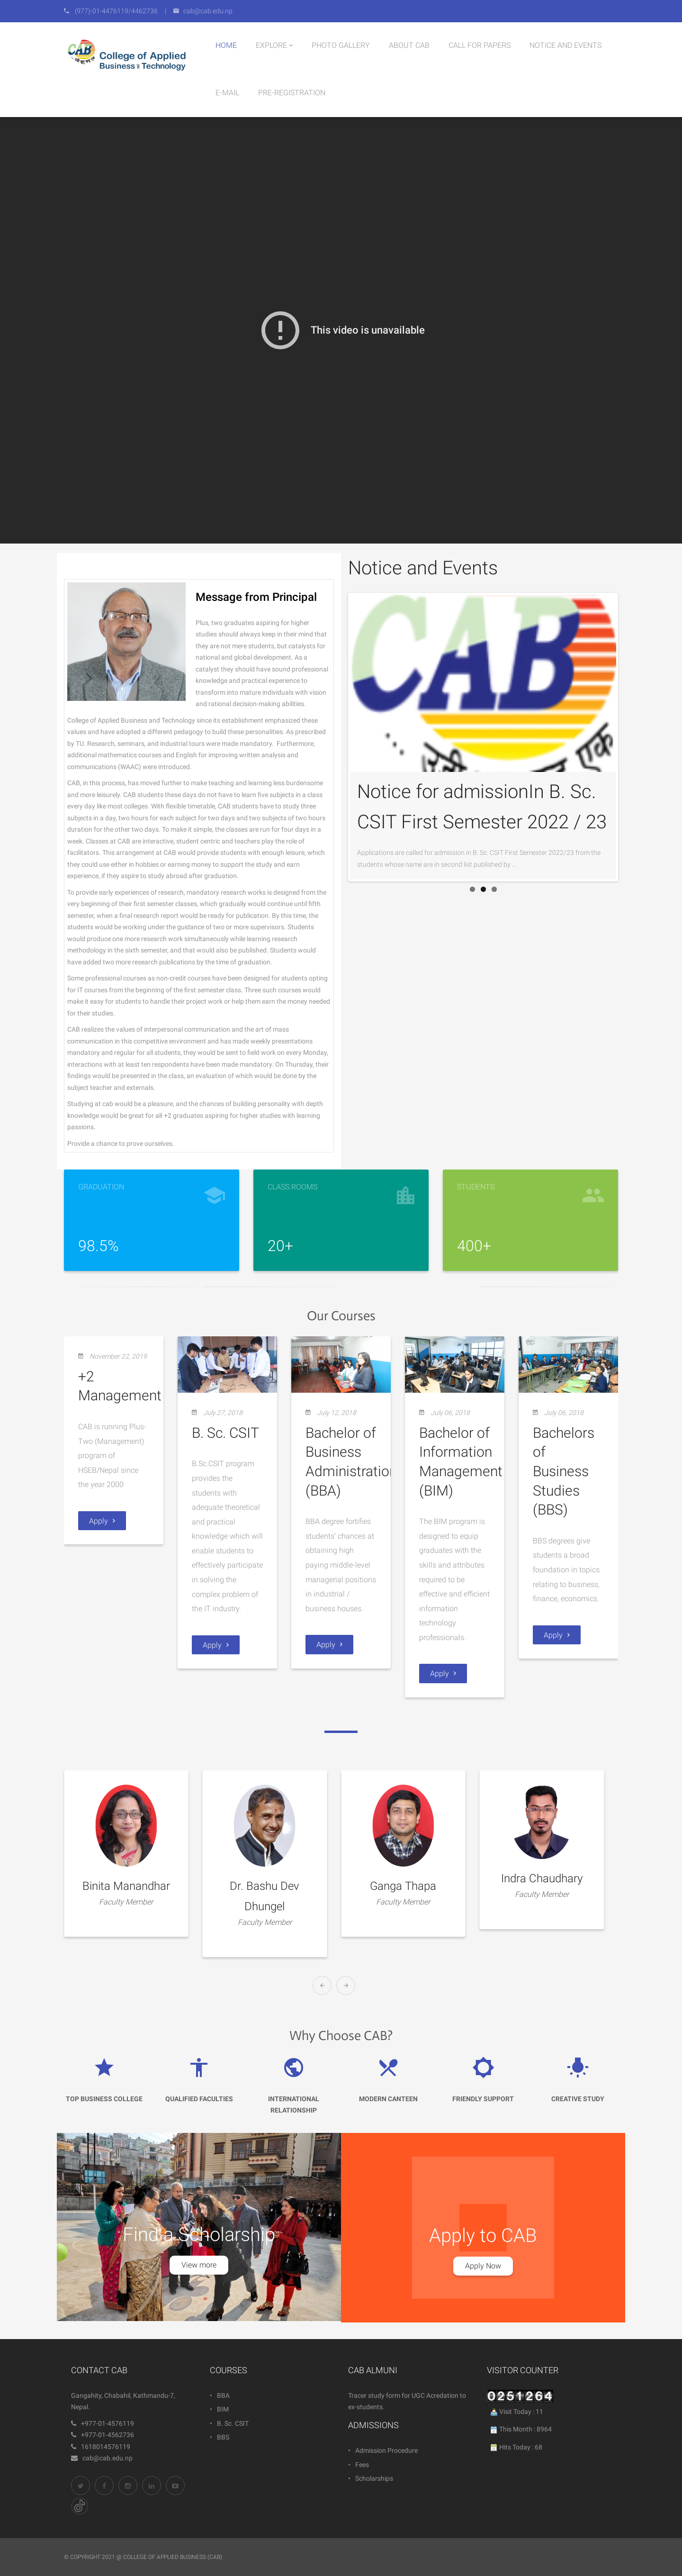 (977)-01-4476119/4462736 | cab@cab.edu.np
CAB College of Applied
Business and Technology
HOME EXPLORE PHOTO GALLERY ABOUT CAB CALL FOR PAPERS NOTICE AND EVENTS
E-MAIL PRE-REGISTRATION
This video is unavailable
Message from Principal
Plus, two graduates aspiring for higher
studies should always keep in their mind that
they are not mere students, but catalysts for
national and global development. As a
catalyst they should have sound professional
knowledge and practical experience to
transform into mature individuals with vision
and rational decision-making abilities.
College of Applied Business and Technology since its establishment emphasized these
values and adopted a different pedagogy to build these personalities. As prescribed
by TU. Research, seminars, and industrial tours were made mandatory. Furthermore,
additional mathematics courses and English for improving written analysis and
communications (WAAC) were introduced.
CAB, in this process, has moved further to make teaching and learning less burdensome
and more leisurely. CAB students these days do not have to learn five subjects in a class
every day like most colleges. With flexible timetable, CAB students have to study three
subjects in a day, two hours for each subject for two days and two subjects of two hours
duration for the other two days. To make it simple, the classes are run for four days in a
week. Classes at CAB are interactive, student centric and teachers play the role of
facilitators. This arrangement at CAB would provide students with enough leisure, which
they could use either in hobbies or earning money to support the study and earn
experience, if they aspire to study abroad after graduation.
To provide early experiences of research, mandatory research works is designed from the
very beginning of their first semester classes, which gradually would continue until fifth
semester, when a final research report would be ready for publication. By this time, the
students would be working under the guidance of two or more supervisors. Students
would produce one more research work simultaneously while learning research
methodology in the sixth semester, and that would also be published. Students would
have added two more research publications by the time of graduation.
Some professional courses as non-credit courses have been designed for students opting
for IT courses from the beginning of the first semester class. Three such courses would
make it easy for students to handle their project work or help them earn the money needed
for their studies.
CAB realizes the values of interpersonal communication and the art of mass
communication in this competitive environment and has made weekly presentations
mandatory and regular for all students, they would be sent to field work on every Monday,
interactions with at least ten respondents have been made mandatory. On Thursday, their
findings would be presented in the class, an evaluation of which would be done by the
subject teacher and externals.
Studying at cab would be a pleasure, and the chances of building personality with depth
knowledge would be great for all +2 graduates aspiring for higher studies with learning
passions.
Provide a chance to prove ourselves.
Notice and Events
CAB
Notice for admissionIn B. Sc.
CSIT First Semester 2022 / 23
Applications are called for admission in B. Sc. CSIT First Semester 2022/23 from the
students whose name are in second list published by ...
GRADUATION
98.5%
CLASS ROOMS
20+
STUDENTS
400+
Our Courses
November 22, 2019
+2
Management
CAB is running Plus-
Two (Management)
program of
HSEB/Nepal since
the year 2000.
Apply
July 27, 2018
B. Sc. CSIT
B.Sc.CSIT program
provides the
students with
adequate theoretical
and practical
knowledge which will
enable students to
effectively participate
in solving the
complex problem of
the IT industry.
Apply
July 12, 2018
Bachelor of
Business
Administration
(BBA)
BBA degree fortifies
students' chances at
obtaining high
paying middle-level
managerial positions
in industrial /
business houses.
Apply
July 06, 2018
Bachelor of
Information
Management
(BIM)
The BIM program is
designed to equip
graduates with the
skills and attributes
required to be
effective and efficient
information
technology
professionals.
Apply
July 06, 2018
Bachelors
of
Business
Studies
(BBS)
BBS degrees give
students a broad
foundation in topics
relating to business,
finance, economics.
Apply
Binita Manandhar
Faculty Member
Dr. Bashu Dev
Dhungel
Faculty Member
Ganga Thapa
Faculty Member
Indra Chaudhary
Faculty Member
Why Choose CAB?
TOP BUSINESS COLLEGE
QUALIFIED FACULTIES
INTERNATIONAL
RELATIONSHIP
MODERN CANTEEN
FRIENDLY SUPPORT
CREATIVE STUDY
Find a Scholarship
View more
Apply to CAB
Apply Now
CONTACT CAB
Gangahity, Chabahil, Kathmandu-7,
Nepal.
+977-01-4576119
+977-01-4562736
1618014576119
cab@cab.edu.np
COURSES
BBA
BIM
B. Sc. CSIT
BBS
CAB ALMUNI
Tracer study form for UGC Acredation to
ex-students.
ADMISSIONS
Admission Procedure
Fees
Scholarships
VISITOR COUNTER
0251264
Visit Today : 11
This Month : 8964
Hits Today : 68
© COPYRIGHT 2021 @ COLLEGE OF APPLIED BUSINESS (CAB)